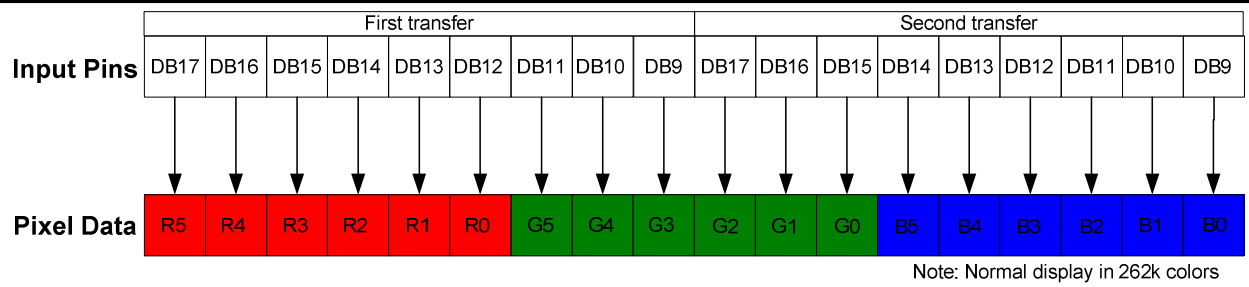 First transfer Second transfer
Input Pins DB17 DB16 DB15 DB14 DB13 DB12 DB11 DB10 DB9 DB17 DB16 DB15 DB14 DB13 DB12 DB11 DB10 DB9
Pixel Data R5 R4 R3 R2 R1 R0 G5 G4 G3 G2 G1 G0 B5 B4 B3 B2 B1 B0
Note: Normal display in 262k colors